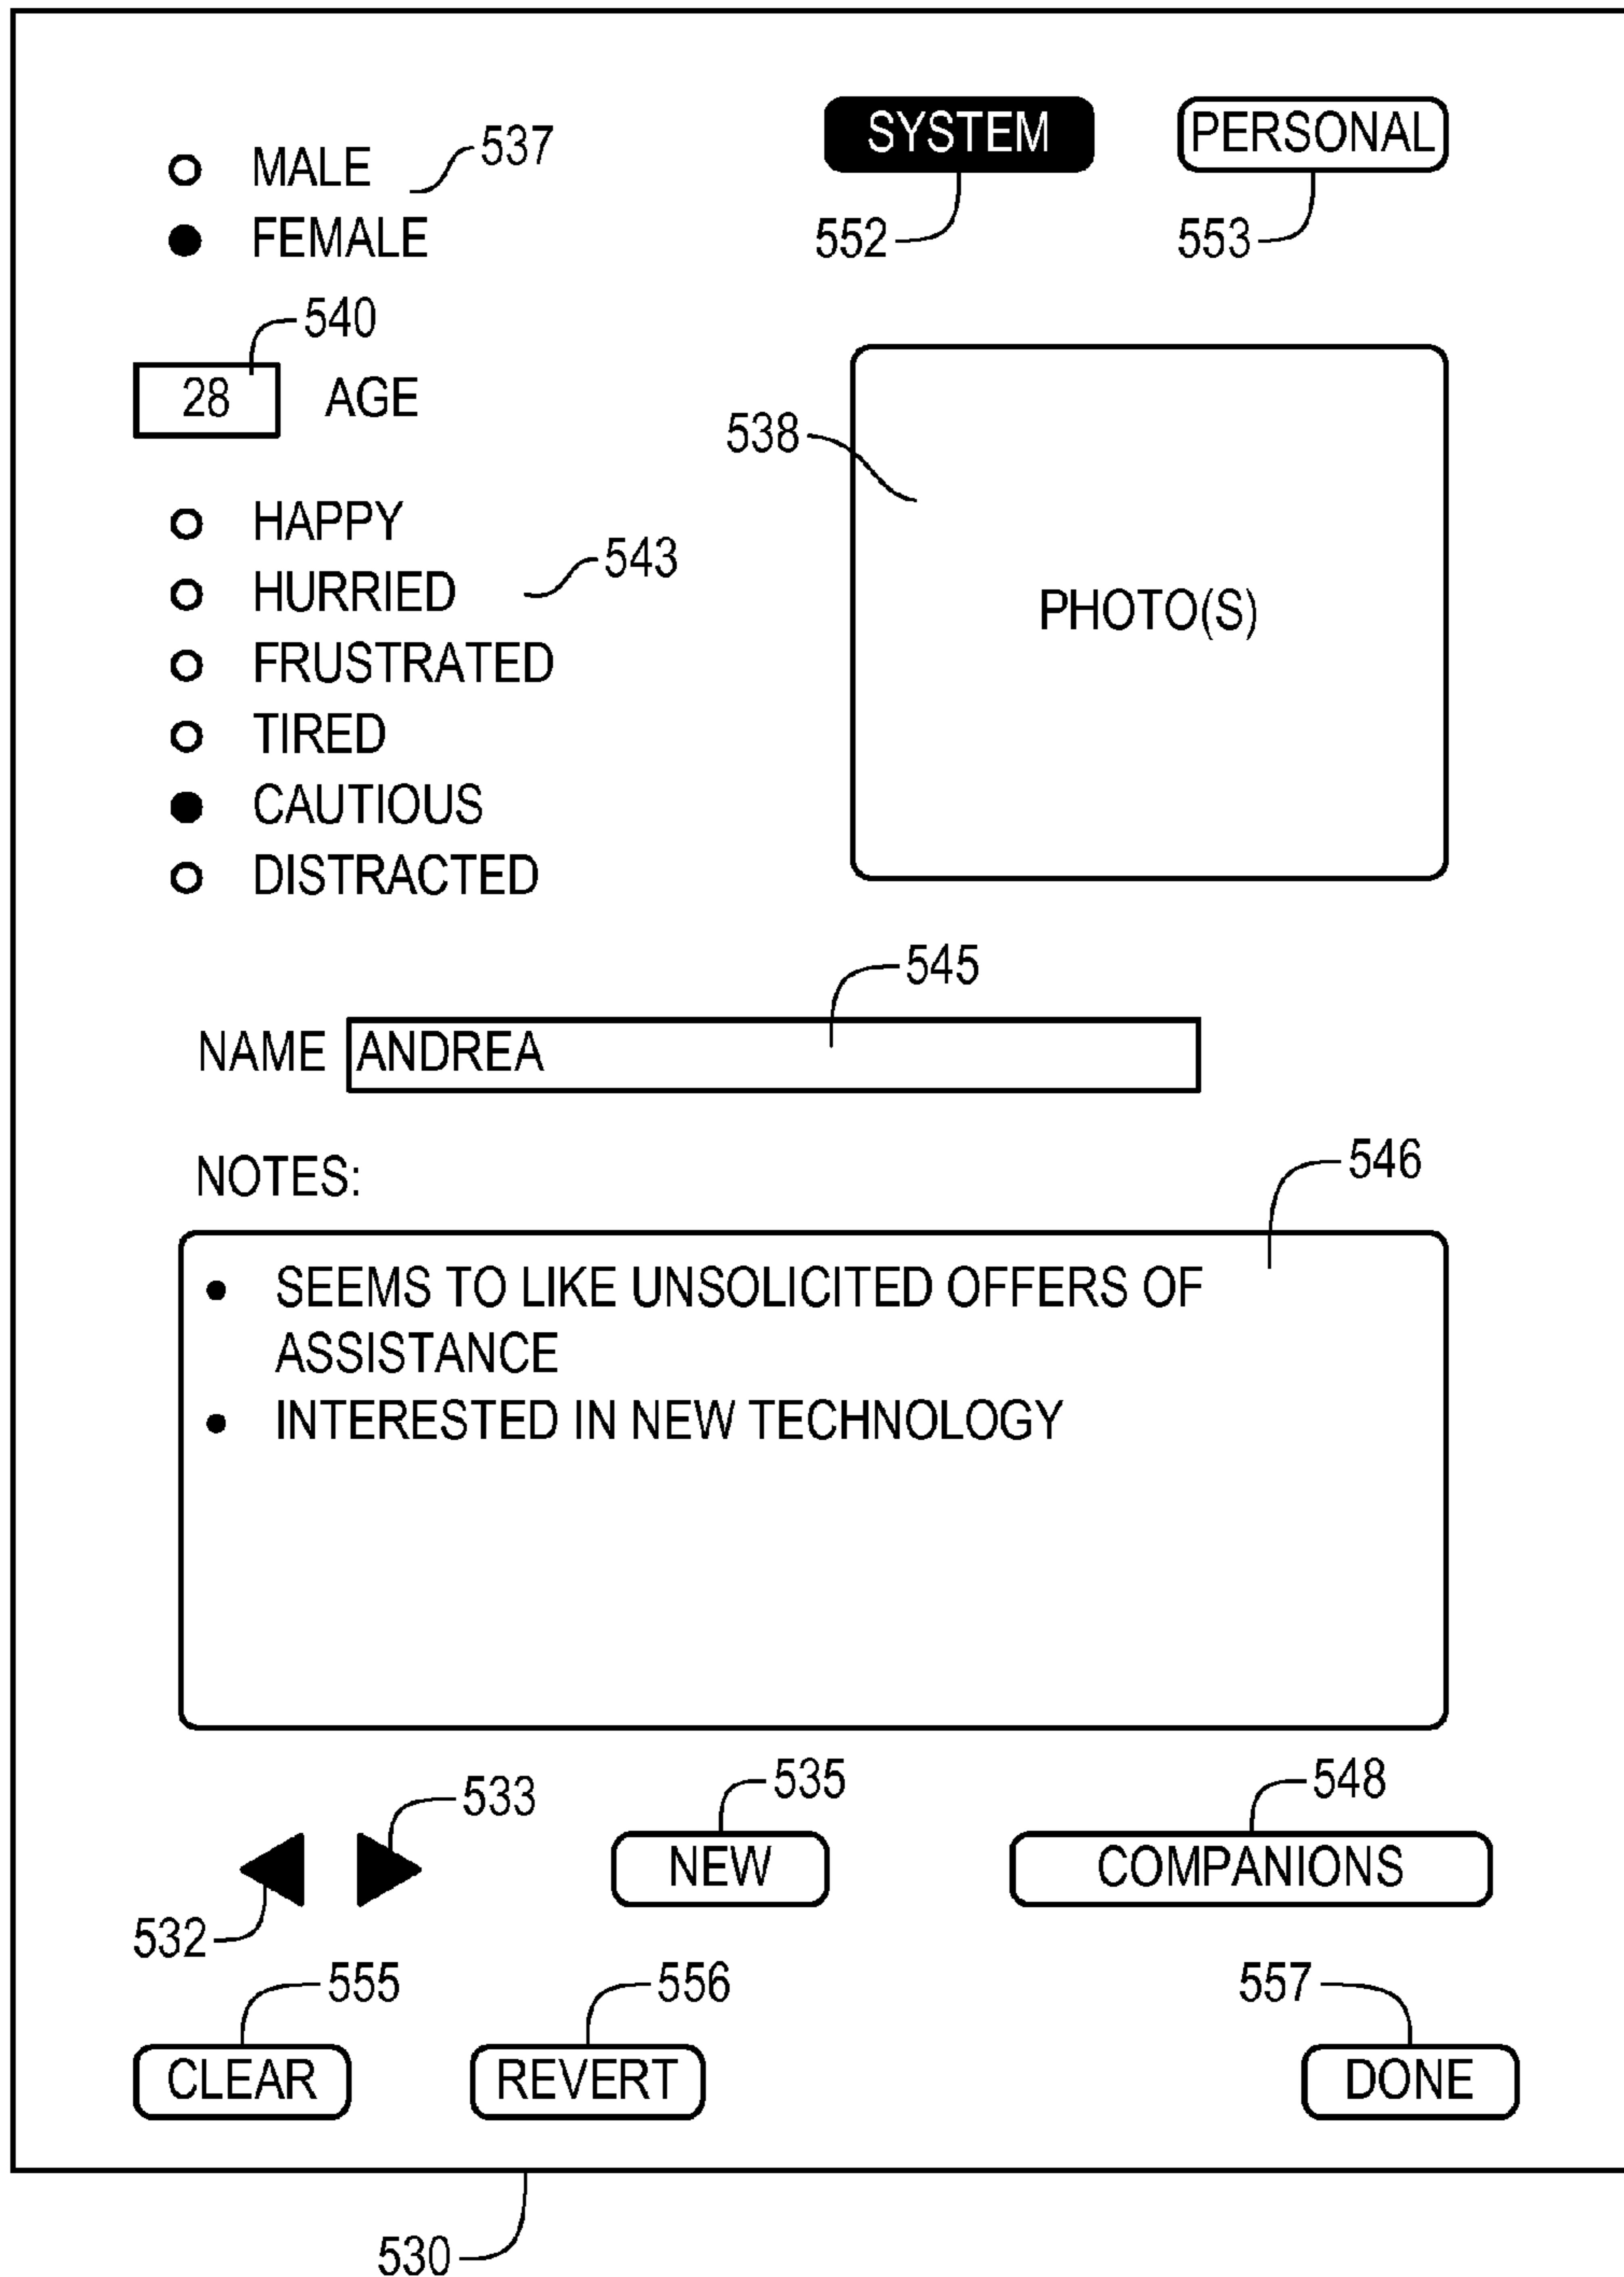 SYSTEM
PERSONAL
537
MALE
FEMALE
552
553
540
28 AGE
538
HAPPY
543
HURRIED
PHOTO(S)
FRUSTRATED
TIRED
CAUTIOUS
DISTRACTED
545
NAME ANDREA
546
NOTES:
• SEEMS TO LIKE UNSOLICITED OFFERS OF
ASSISTANCE
• INTERESTED IN NEW TECHNOLOGY
533
535
548
NEW
COMPANIONS
532
555
556
557
CLEAR
REVERT
DONE
530